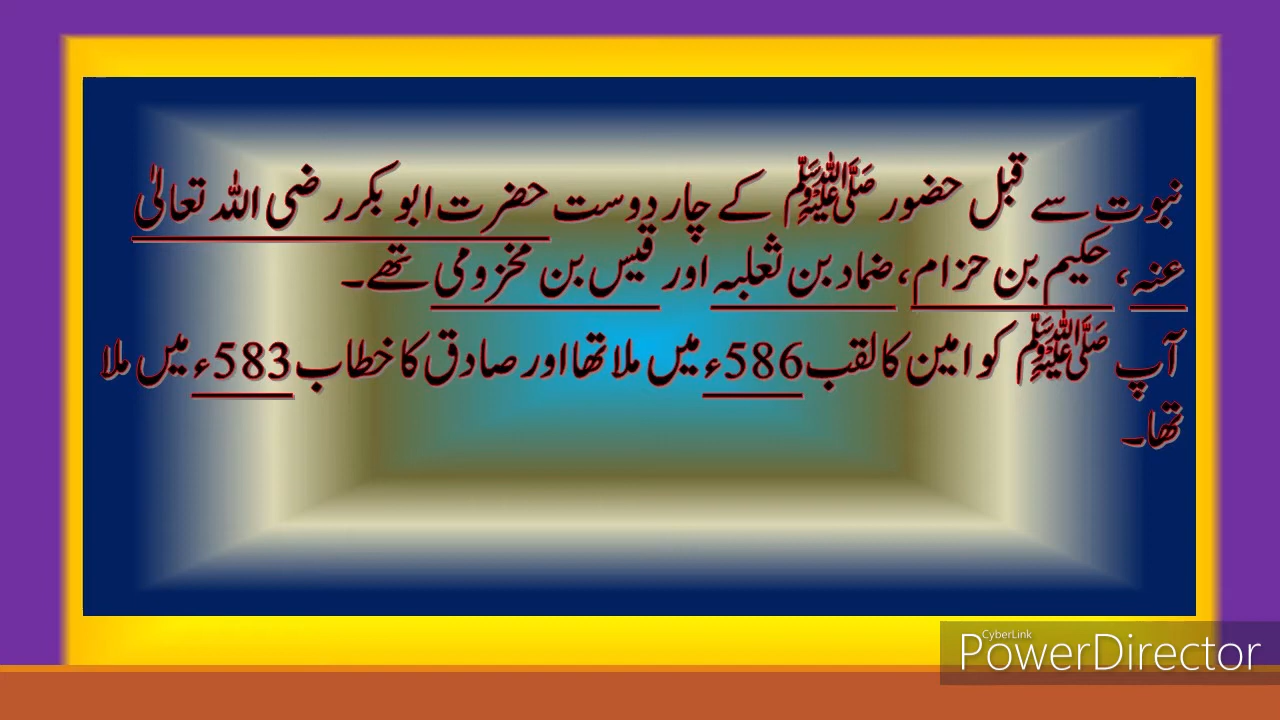 نبوت سے قبل حضور ﷺ کے چار دوست حضرت ابو بکر رضی اللہ تعالیٰ
عنہ، حکیم بن حزام، ضماد بن ثعلبہ اور قیس بن مخزومی تھے۔
آپ ﷺ کو امین کا لقب 586ء میں ملا تھا اور صادق کا خطاب 583ء میں ملا
تھا۔
CyberLink
PowerDirector